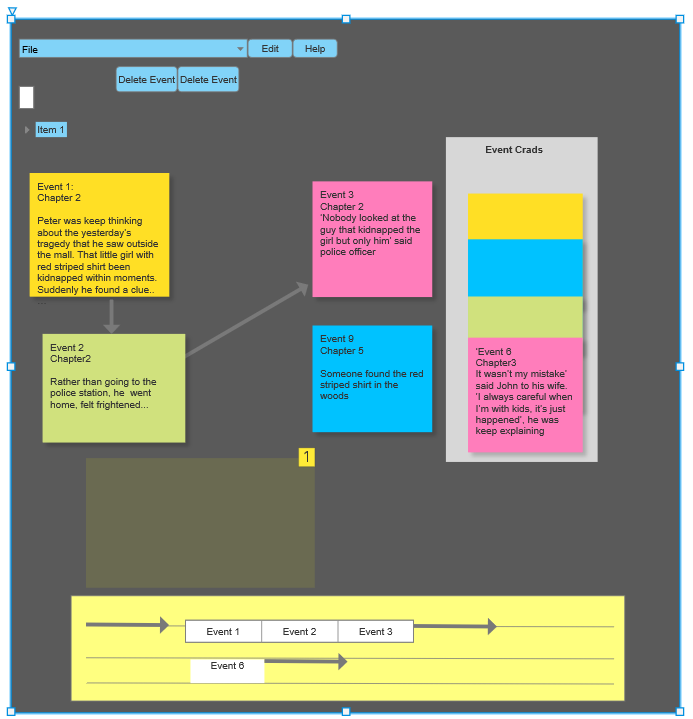 File
Edit
Help
Delete Event
Delete Event
Item 1
Event 1:
Chapter 2
Peter was keep thinking
about the yesterday's
tragedy that he saw outside
the mall. That little girl with
red striped shirt been
kidnapped within moments.
Suddenly he found a clue..
Event 2
Chapter2
Rather than going to the
police station, he went
home, felt frightened...
Event 3
Chapter 2
'Nobody looked at the
guy that kidnapped the
girl but only him' said
police officer
Event 9
Chapter 5
Someone found the red
striped shirt in the
woods
Event Crads
'Event 6
Chapter3
It wasn't my mistake'
said John to his wife.
'I always careful when
I'm with kids, it's just
happened', he was
keep explaining
1
Event 1
Event 2
Event 3
Event 6